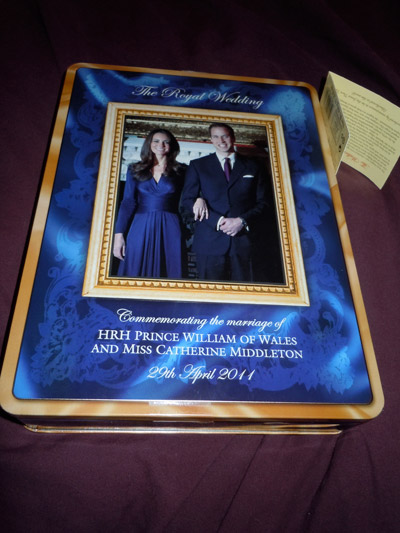 The Royal Wedding
Commemorating the marriage of
HRH PRINCE WILLIAM OF WALES
AND MISS CATHERINE MIDDLETON
29th April 2011